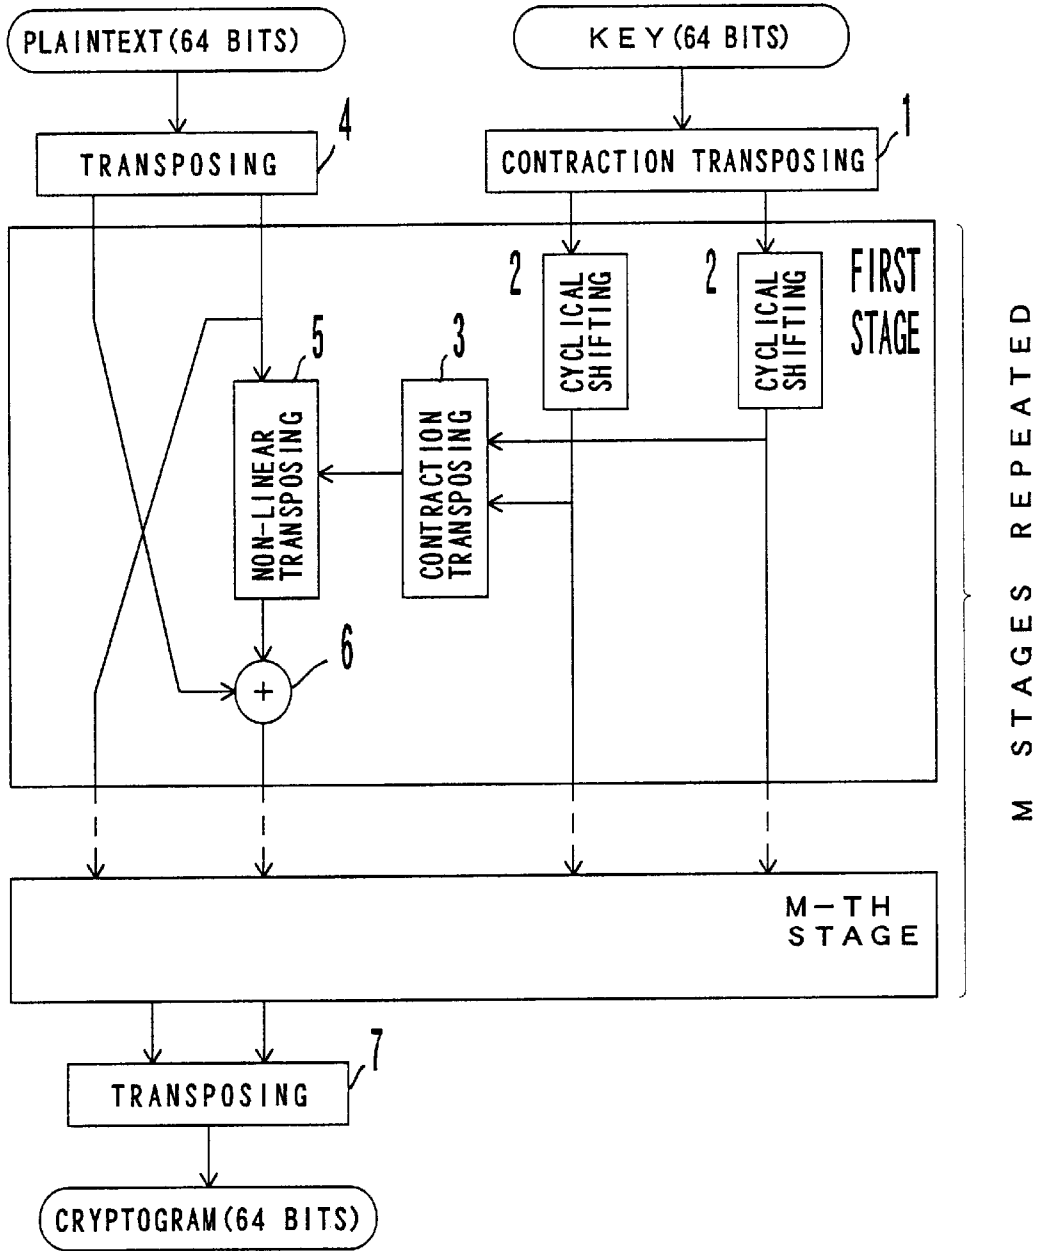 PLAINTEXT(64 BITS)
KEY(64 BITS)
4
1
TRANSPOSING
CONTRACTION TRANSPOSING
2
CYCLICAL
SHIFTING
2
CYCLICAL
SHIFTING
FIRST
STAGE
5
3
NON-LINEAR
TRANSPOSING
CONTRACTION
TRANSPOSING
6
+
M STAGES REPEATED
M-TH
STAGE
7
TRANSPOSING
CRYPTOGRAM(64 BITS)